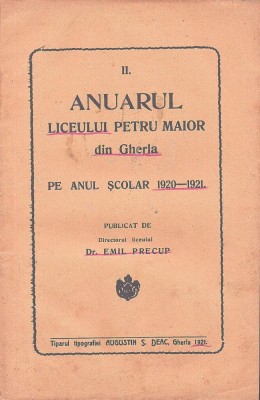 II.
ANUARUL
LICEULUI PETRU MAIOR
din Gherla
PE ANUL ȘCOLAR 1920—1921.
PUBLICAT DE
Directorul liceului
Dr. EMIL PRECUP
Tiparul tipografiei AUGUSTIN Ș. DEAC, Gherla 1921.